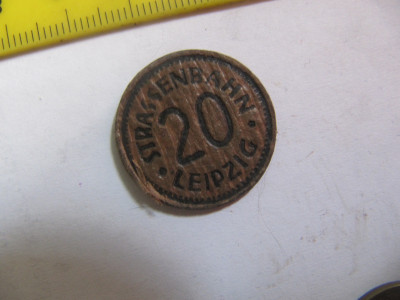 STRASSENBAHN
20
• LEIPZIG •